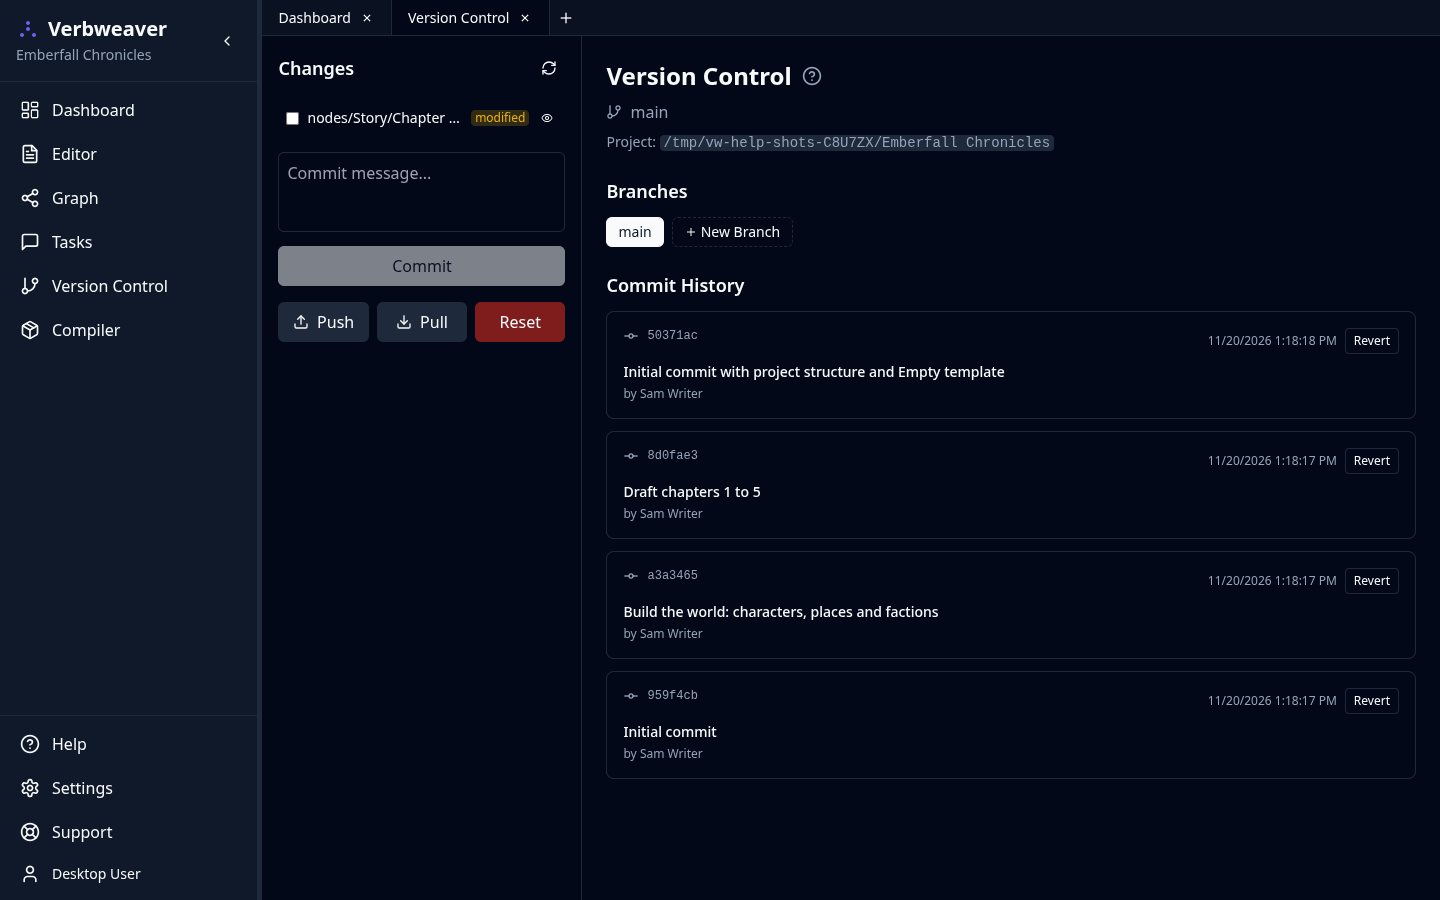 Verbweaver
Emberfall Chronicles
Dashboard
Editor
Graph
Tasks
Version Control
Compiler
Help
Settings
Support
Desktop User
Dashboard ×
Version Control ×
Changes
nodes/Story/Chapter ... modified
Commit message...
Commit
Push
Pull
Reset
Version Control
main
Project: /tmp/vw-help-shots-C8U7ZX/Emberfall Chronicles
Branches
main
+ New Branch
Commit History
50371ac
11/20/2026 1:18:18 PM Revert
Initial commit with project structure and Empty template
by Sam Writer
8d0fae3
11/20/2026 1:18:17 PM Revert
Draft chapters 1 to 5
by Sam Writer
a3a3465
11/20/2026 1:18:17 PM Revert
Build the world: characters, places and factions
by Sam Writer
959f4cb
11/20/2026 1:18:17 PM Revert
Initial commit
by Sam Writer